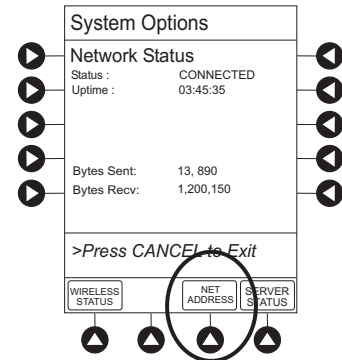 System Options
Network Status
Status : CONNECTED
Uptime : 03:45:35
Bytes Sent: 13, 890
Bytes Recv: 1,200,150
>Press CANCEL to Exit
WIRELESS STATUS
NET ADDRESS
SERVER STATUS